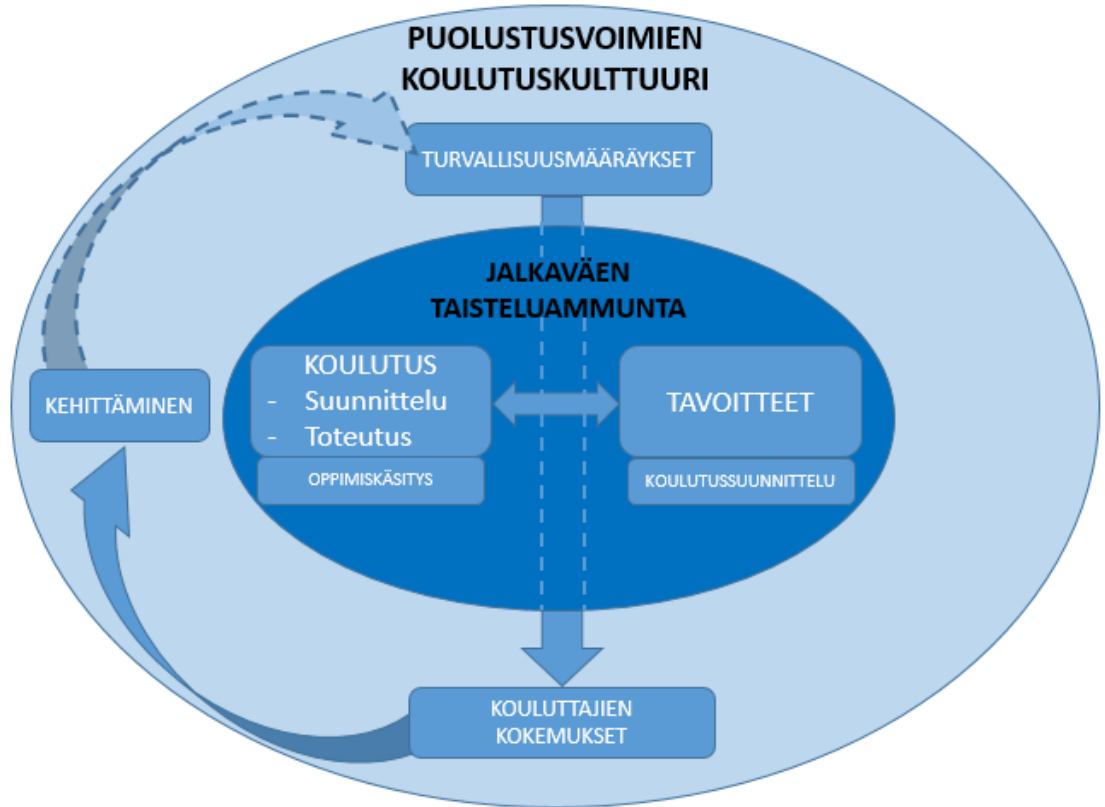 PUOLUSTUSVOIMIEN
KOULUTUSKULTTUURI
TURVALLISUUSMÄÄRÄYKSET
JALKAVÄEN
TAISTELUAMMUNTA
KOULUTUS
- Suunnittelu
- Toteutus
OPPIMISKÄSITYS
TAVOITTEET
KOULUTUSSUUNNITTELU
KEHITTÄMINEN
KOULUTTAJIEN
KOKEMUKSET